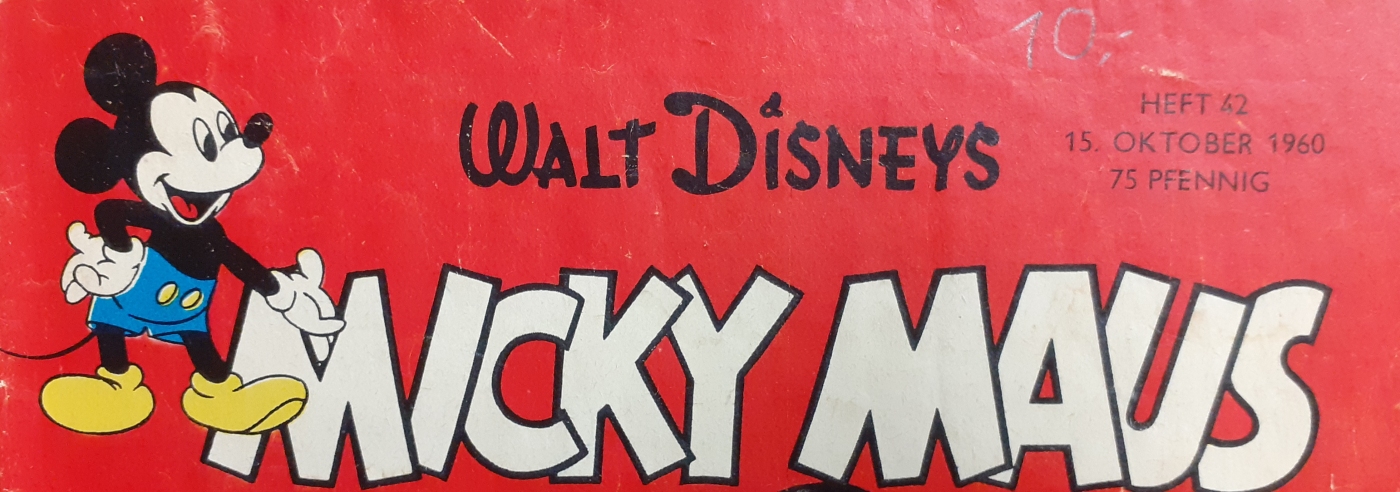 10,-
WALT DISNEYS
HEFT 42
15. OKTOBER 1960
75 PFENNIG
MICKY MAUS